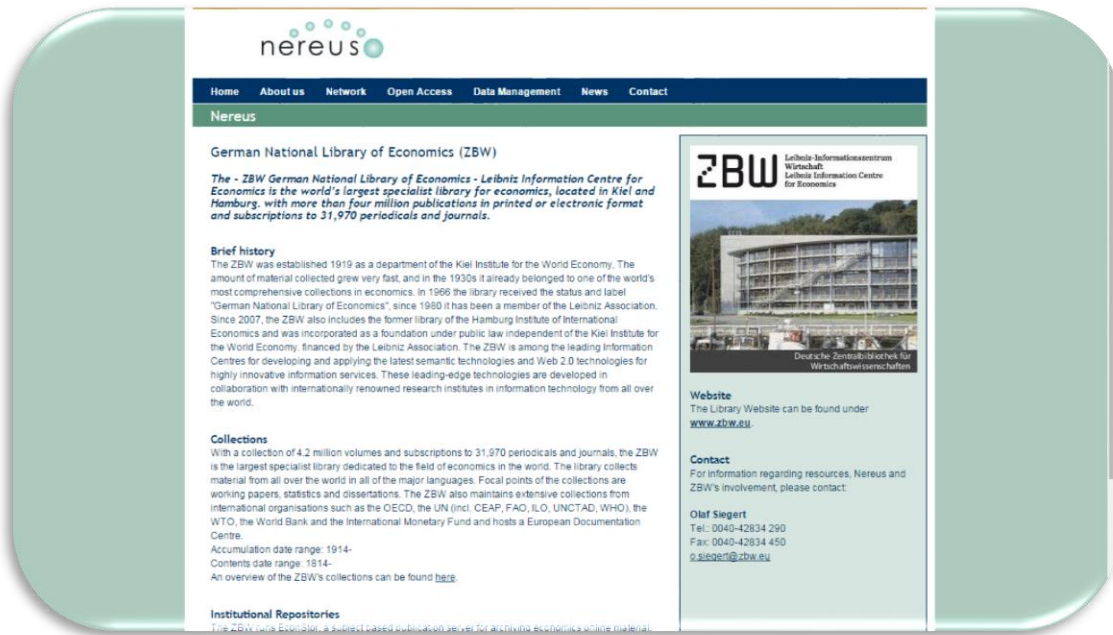 nereus
Home About us Network Open Access Data Management News Contact
Nereus
German National Library of Economics (ZBW)
The - ZBW German National Library of Economics - Leibniz Information Centre for
Economics is the world's largest specialist library for economics, located in Kiel and
Hamburg. with more than four million publications in printed or electronic format
and subscriptions to 31,970 periodicals and journals.
Brief history
The ZBW was established 1919 as a department of the Kiel Institute for the World Economy, The
amount of material collected grew very fast, and in the 1930s it already belonged to one of the world's
most comprehensive collections in economics. In 1966 the library received the status and label
"German National Library of Economics", since 1980 it has been a member of the Leibniz Association.
Since 2007, the ZBW also includes the former library of the Hamburg Institute of International
Economics and was incorporated as a foundation under public law independent of the Kiel Institute for
the World Economy. financed by the Leibniz Association. The ZBW is among the leading Information
Centres for developing and applying the latest semantic technologies and Web 2.0 technologies for
highly innovative information services. These leading-edge technologies are developed in
collaboration with internationally renowned research institutes in information technology from all over
the world.
Collections
With a collection of 4.2 million volumes and subscriptions to 31,970 periodicals and journals, the ZBW
is the largest specialist library dedicated to the field of economics in the world. The library collects
material from all over the world in all of the major languages. Focal points of the collections are
working papers, statistics and dissertations. The ZBW also maintains extensive collections from
international organisations such as the OECD, the UN (incl. CEAP, FAO, ILO, UNCTAD, WHO), the
WTO, the World Bank and the International Monetary Fund and hosts a European Documentation
Centre.
Accumulation date range: 1914-
Contents date range: 1814-
An overview of the ZBW's collections can be found here.
Institutional Repositories
The ZBW runs EconStor, a subject based publication server for archiving economics online material,
ZBW
Leibniz-Informationszentrum
Wirtschaft
Leibniz Information Centre
for Economics
Deutsche Zentralbibliothek für
Wirtschaftswissenschaften
Website
The Library Website can be found under
www.zbw.eu.
Contact
For information regarding resources, Nereus and
ZBW's involvement, please contact:
Olaf Siegert
Tel.: 0040-42834 290
Fax: 0040-42834 450
o.siegert@zbw.eu